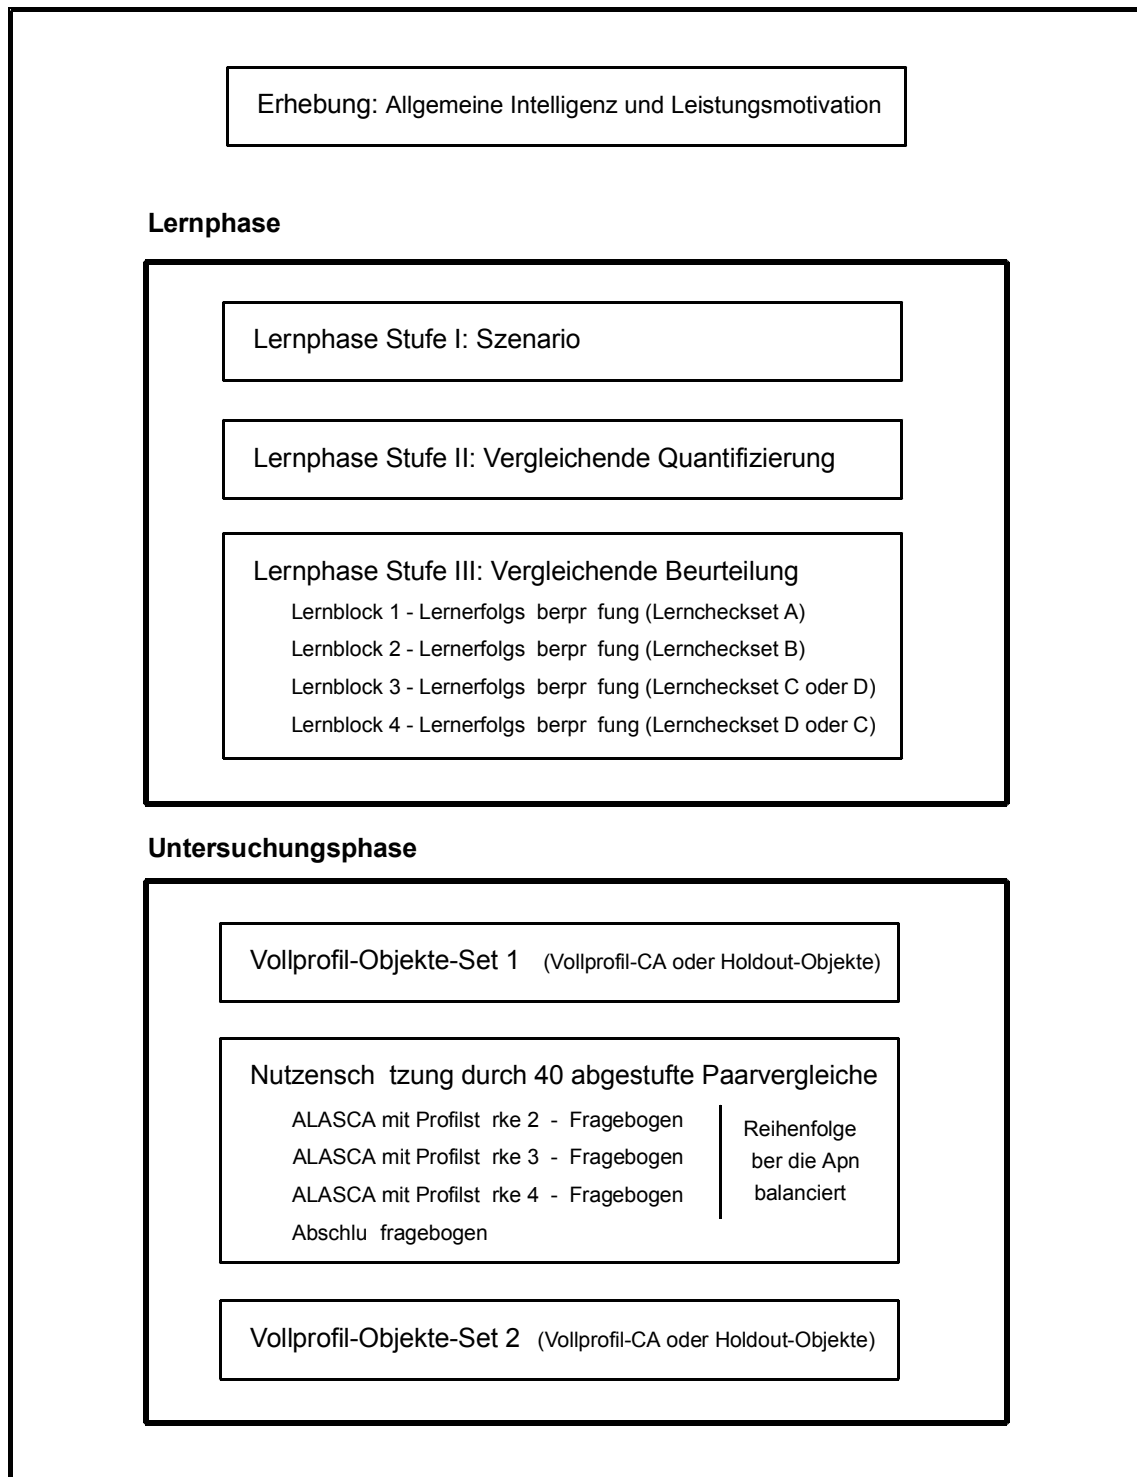 Erhebung: Allgemeine Intelligenz und Leistungsmotivation
Lernphase
Lernphase Stufe I: Szenario
Lernphase Stufe II: Vergleichende Quantifizierung
Lernphase Stufe III: Vergleichende Beurteilung
Lernblock 1 - Lernerfolgs berpr fung (Lerncheckset A)
Lernblock 2 - Lernerfolgs berpr fung (Lerncheckset B)
Lernblock 3 - Lernerfolgs berpr fung (Lerncheckset C oder D)
Lernblock 4 - Lernerfolgs berpr fung (Lerncheckset D oder C)
Untersuchungsphase
Vollprofil-Objekte-Set 1 (Vollprofil-CA oder Holdout-Objekte)
Nutzensch tzung durch 40 abgestufte Paarvergleiche
ALASCA mit Profilst rke 2 - Fragebogen
ALASCA mit Profilst rke 3 - Fragebogen
ALASCA mit Profilst rke 4 - Fragebogen
Abschlu fragebogen
Reihenfolge
ber die Apn
balanciert
Vollprofil-Objekte-Set 2 (Vollprofil-CA oder Holdout-Objekte)